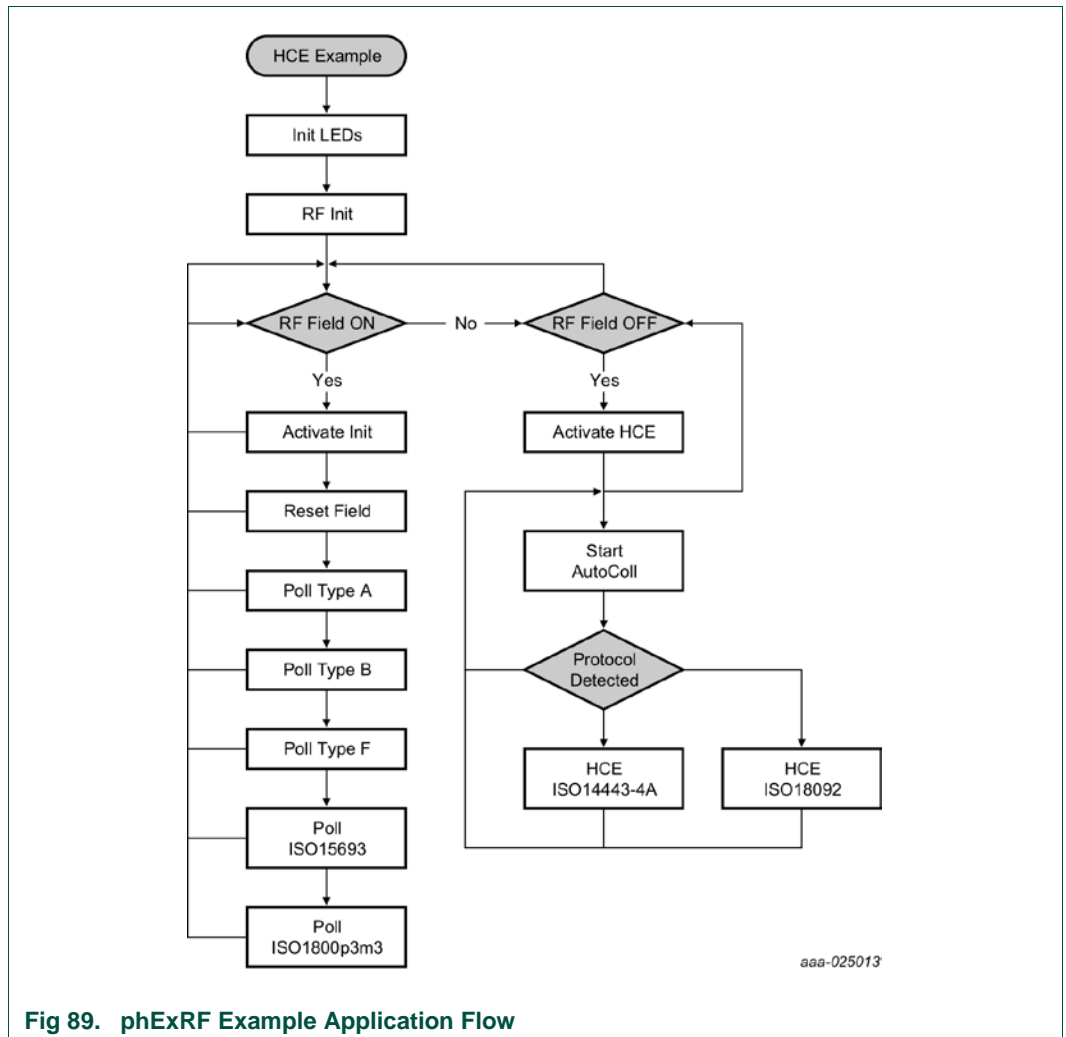 HCE Example
Init LEDs
RF Init
RF Field ON
No
RF Field OFF
Yes
Yes
Activate Init
Activate HCE
Reset Field
Start
AutoColl
Poll Type A
Protocol
Detected
Poll Type B
Poll Type F
HCE
ISO14443-4A
HCE
ISO18092
Poll
ISO15693
Poll
ISO1800p3m3
aaa-025013
Fig 89. phExRF Example Application Flow